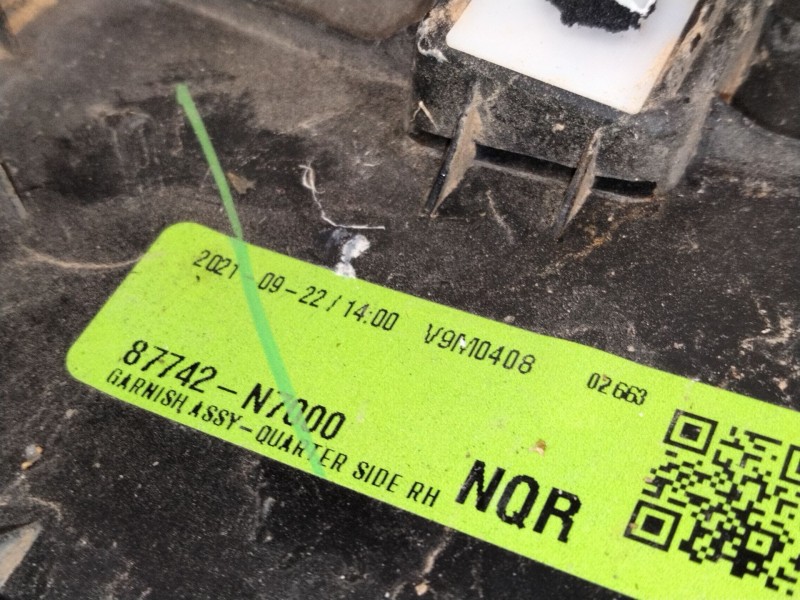 2021-09-22/14:00 V9M0408 02663
87742-N7000
GARNISH ASSY-QUARTER SIDE RH NQR